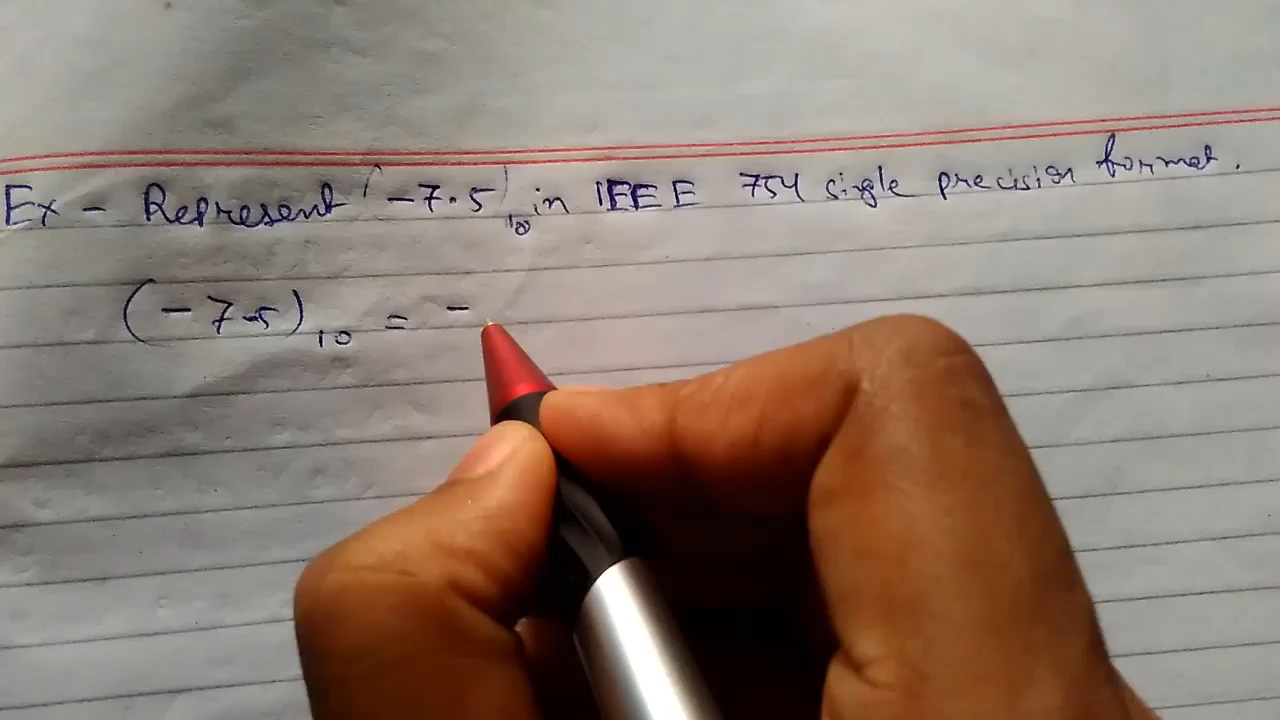 Ex - Represent (-7.5)₁₀ in IEEE 754 single precision format.
(-7.5)₁₀ = -